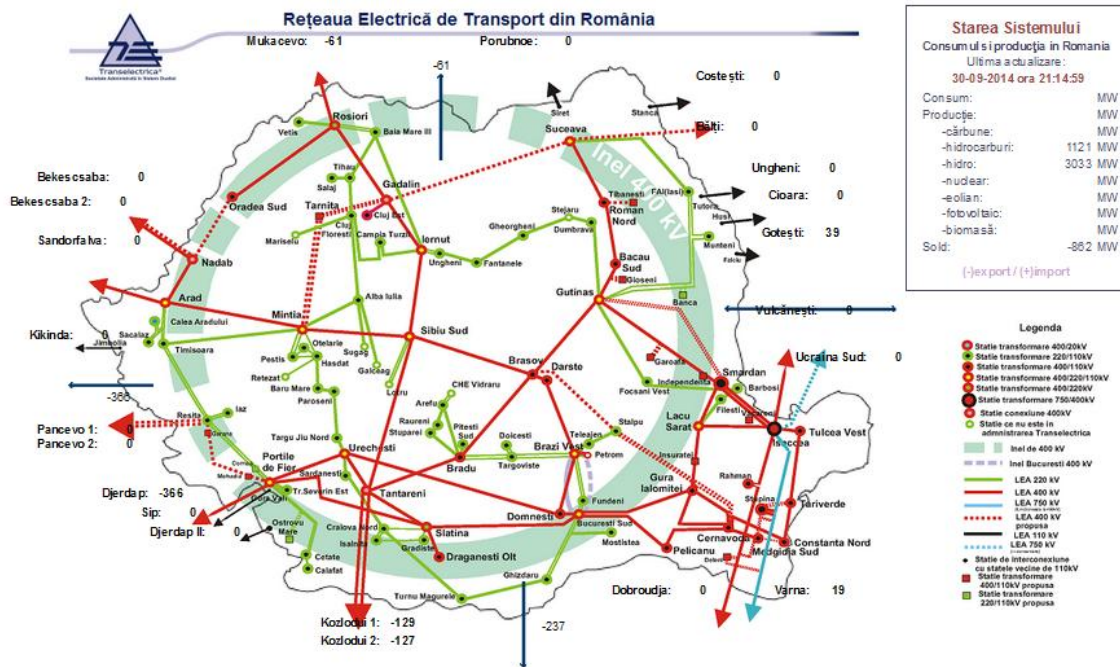 Rețeaua Electrică de Transport din România
Transelectrica®
Mukacevo: -61
Porubnoe: 0
-61
Costești: 0
Siret
Stanca
Bălți: 0
Ungheni: 0
Cioara: 0
Gotești: 39
Bekescsaba: 0
Bekescsaba 2: 0
Sandorfalva: 0
Kikinda: 0
Jimbolia
-366
Pancevo 1: 0
Pancevo 2: 0
Djerdap: -366
Sip: 0
Djerdap II: 0
Kozlodui 1: -129
Kozlodui 2: -127
-237
Dobroudja: 0
Varna: 19
Vulcănești: 0
Ucraina Sud: 0
Inel 400 kV
Rosiori
Vetis
Baia Mare III
Suceava
Tihau
Salaj
Gadalin
Oradea Sud
Tarnita
Cluj Est
Cluj
Floresti
Campia Turzii
Mariselu
Iernut
Ungheni
Fantanele
Gheorgheni
Stejaru
Dumbrava
Tibanesti
Roman
Nord
FAI(Iasi)
Tutora
Husi
Munteni
Falciu
Bacau
Sud
Gioseni
Banca
Gutinas
Nadab
Arad
Calea Aradului
Sacalaz
Timisoara
Mintia
Alba Iulia
Sibiu Sud
Otelarie
Pestis
Hasdat
Retezat
Sugag
Galceag
Lotru
Baru Mare
Paroseni
Brasov
Darste
CHE Vidraru
Arefu
Raureni
Stuparei
Pitesti
Sud
Doicesti
Targoviste
Bradu
Brazi Vest
Teleajen
Stalpu
Petrom
Garoafa
Focsani Vest
Independenta
Smardan
Barbosi
Filesti
Lacu
Sarat
Isaccea
Tulcea Vest
Insuratei
Gura
Ialomitei
Rahman
Stupina
Tariverde
Constanta Nord
Cernavoda
Medgidia Sud
Pelicanu
Fundeni
Domnesti
Bucuresti Sud
Mostistea
Ghizdaru
Turnu Magurele
Resita
Iaz
Targu Jiu Nord
Urechesti
Portile
de Fier
Sardanesti
Tr.Severin Est
Gura Vaii
Ostrovu
Mare
Cetate
Calafat
Tantareni
Craiova Nord
Isalnita
Gradiste
Slatina
Draganesti Olt
Starea Sistemului
Consumul si producția in Romania
Ultima actualizare:
30-09-2014 ora 21:14:59
Consum: MW
Producție: MW
-cărbune: MW
-hidrocarburi: 1121 MW
-hidro: 3033 MW
-nuclear: MW
-eolian: MW
-fotovoltaic: MW
-biomasă: MW
Sold: -862 MW
(-)export / (+)import
Legenda
Statie transformare 400/20kV
Statie transformare 220/110kV
Statie transformare 400/110kV
Statie transformare 400/220/110kV
Statie transformare 400/220kV
Statie transformare 750/400kV
Statie conexiune 400kV
Statie ce nu este in
admnistrarea Transelectrica
Inel de 400 kV
Inel Bucuresti 400 kV
LEA 220 kV
LEA 400 kV
LEA 750 kV
LEA 400 kV
propusa
LEA 110 kV
LEA 750 kV
Statie de interconexiune
cu statele vecine de 110kV
Statie transformare
400/110kV propusa
Statie transformare
220/110kV propusa